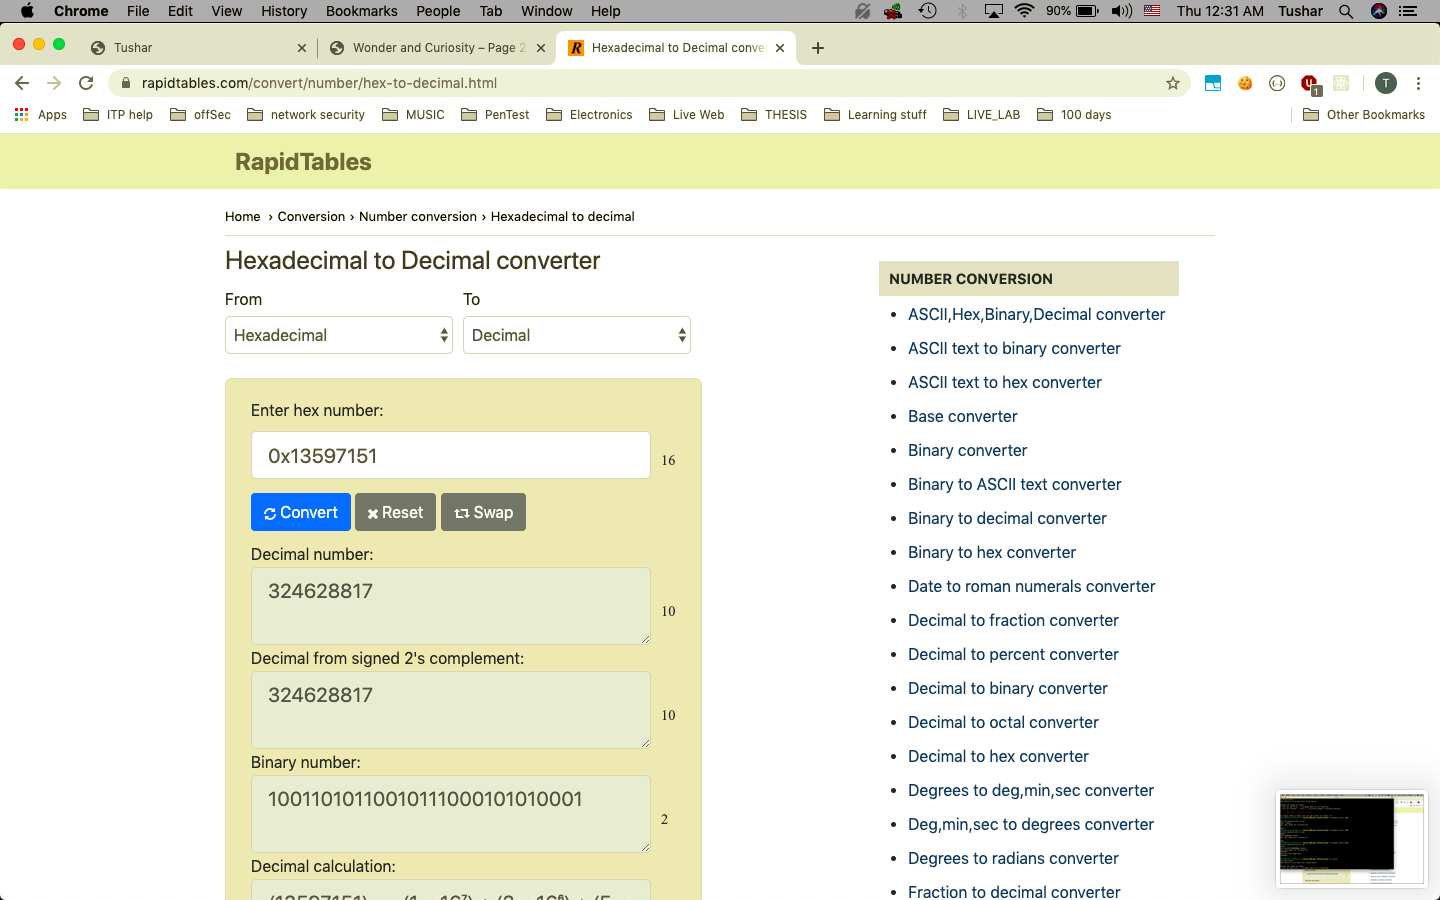 Chrome File Edit View History Bookmarks People Tab Window Help 90% Thu 12:31 AM Tushar
Tushar Wonder and Curiosity – Page 2 Hexadecimal to Decimal conver
rapidtables.com/convert/number/hex-to-decimal.html 1 T
Apps ITP help offSec network security MUSIC PenTest Electronics Live Web THESIS Learning stuff LIVE_LAB 100 days Other Bookmarks
RapidTables
Home › Conversion › Number conversion › Hexadecimal to decimal
Hexadecimal to Decimal converter
From To
Hexadecimal Decimal
Enter hex number:
0x13597151 16
Convert Reset Swap
Decimal number:
324628817 10
Decimal from signed 2's complement:
324628817 10
Binary number:
10011010110010111000101010001 2
Decimal calculation:
NUMBER CONVERSION
• ASCII,Hex,Binary,Decimal converter
• ASCII text to binary converter
• ASCII text to hex converter
• Base converter
• Binary converter
• Binary to ASCII text converter
• Binary to decimal converter
• Binary to hex converter
• Date to roman numerals converter
• Decimal to fraction converter
• Decimal to percent converter
• Decimal to binary converter
• Decimal to octal converter
• Decimal to hex converter
• Degrees to deg,min,sec converter
• Deg,min,sec to degrees converter
• Degrees to radians converter
• Fraction to decimal converter